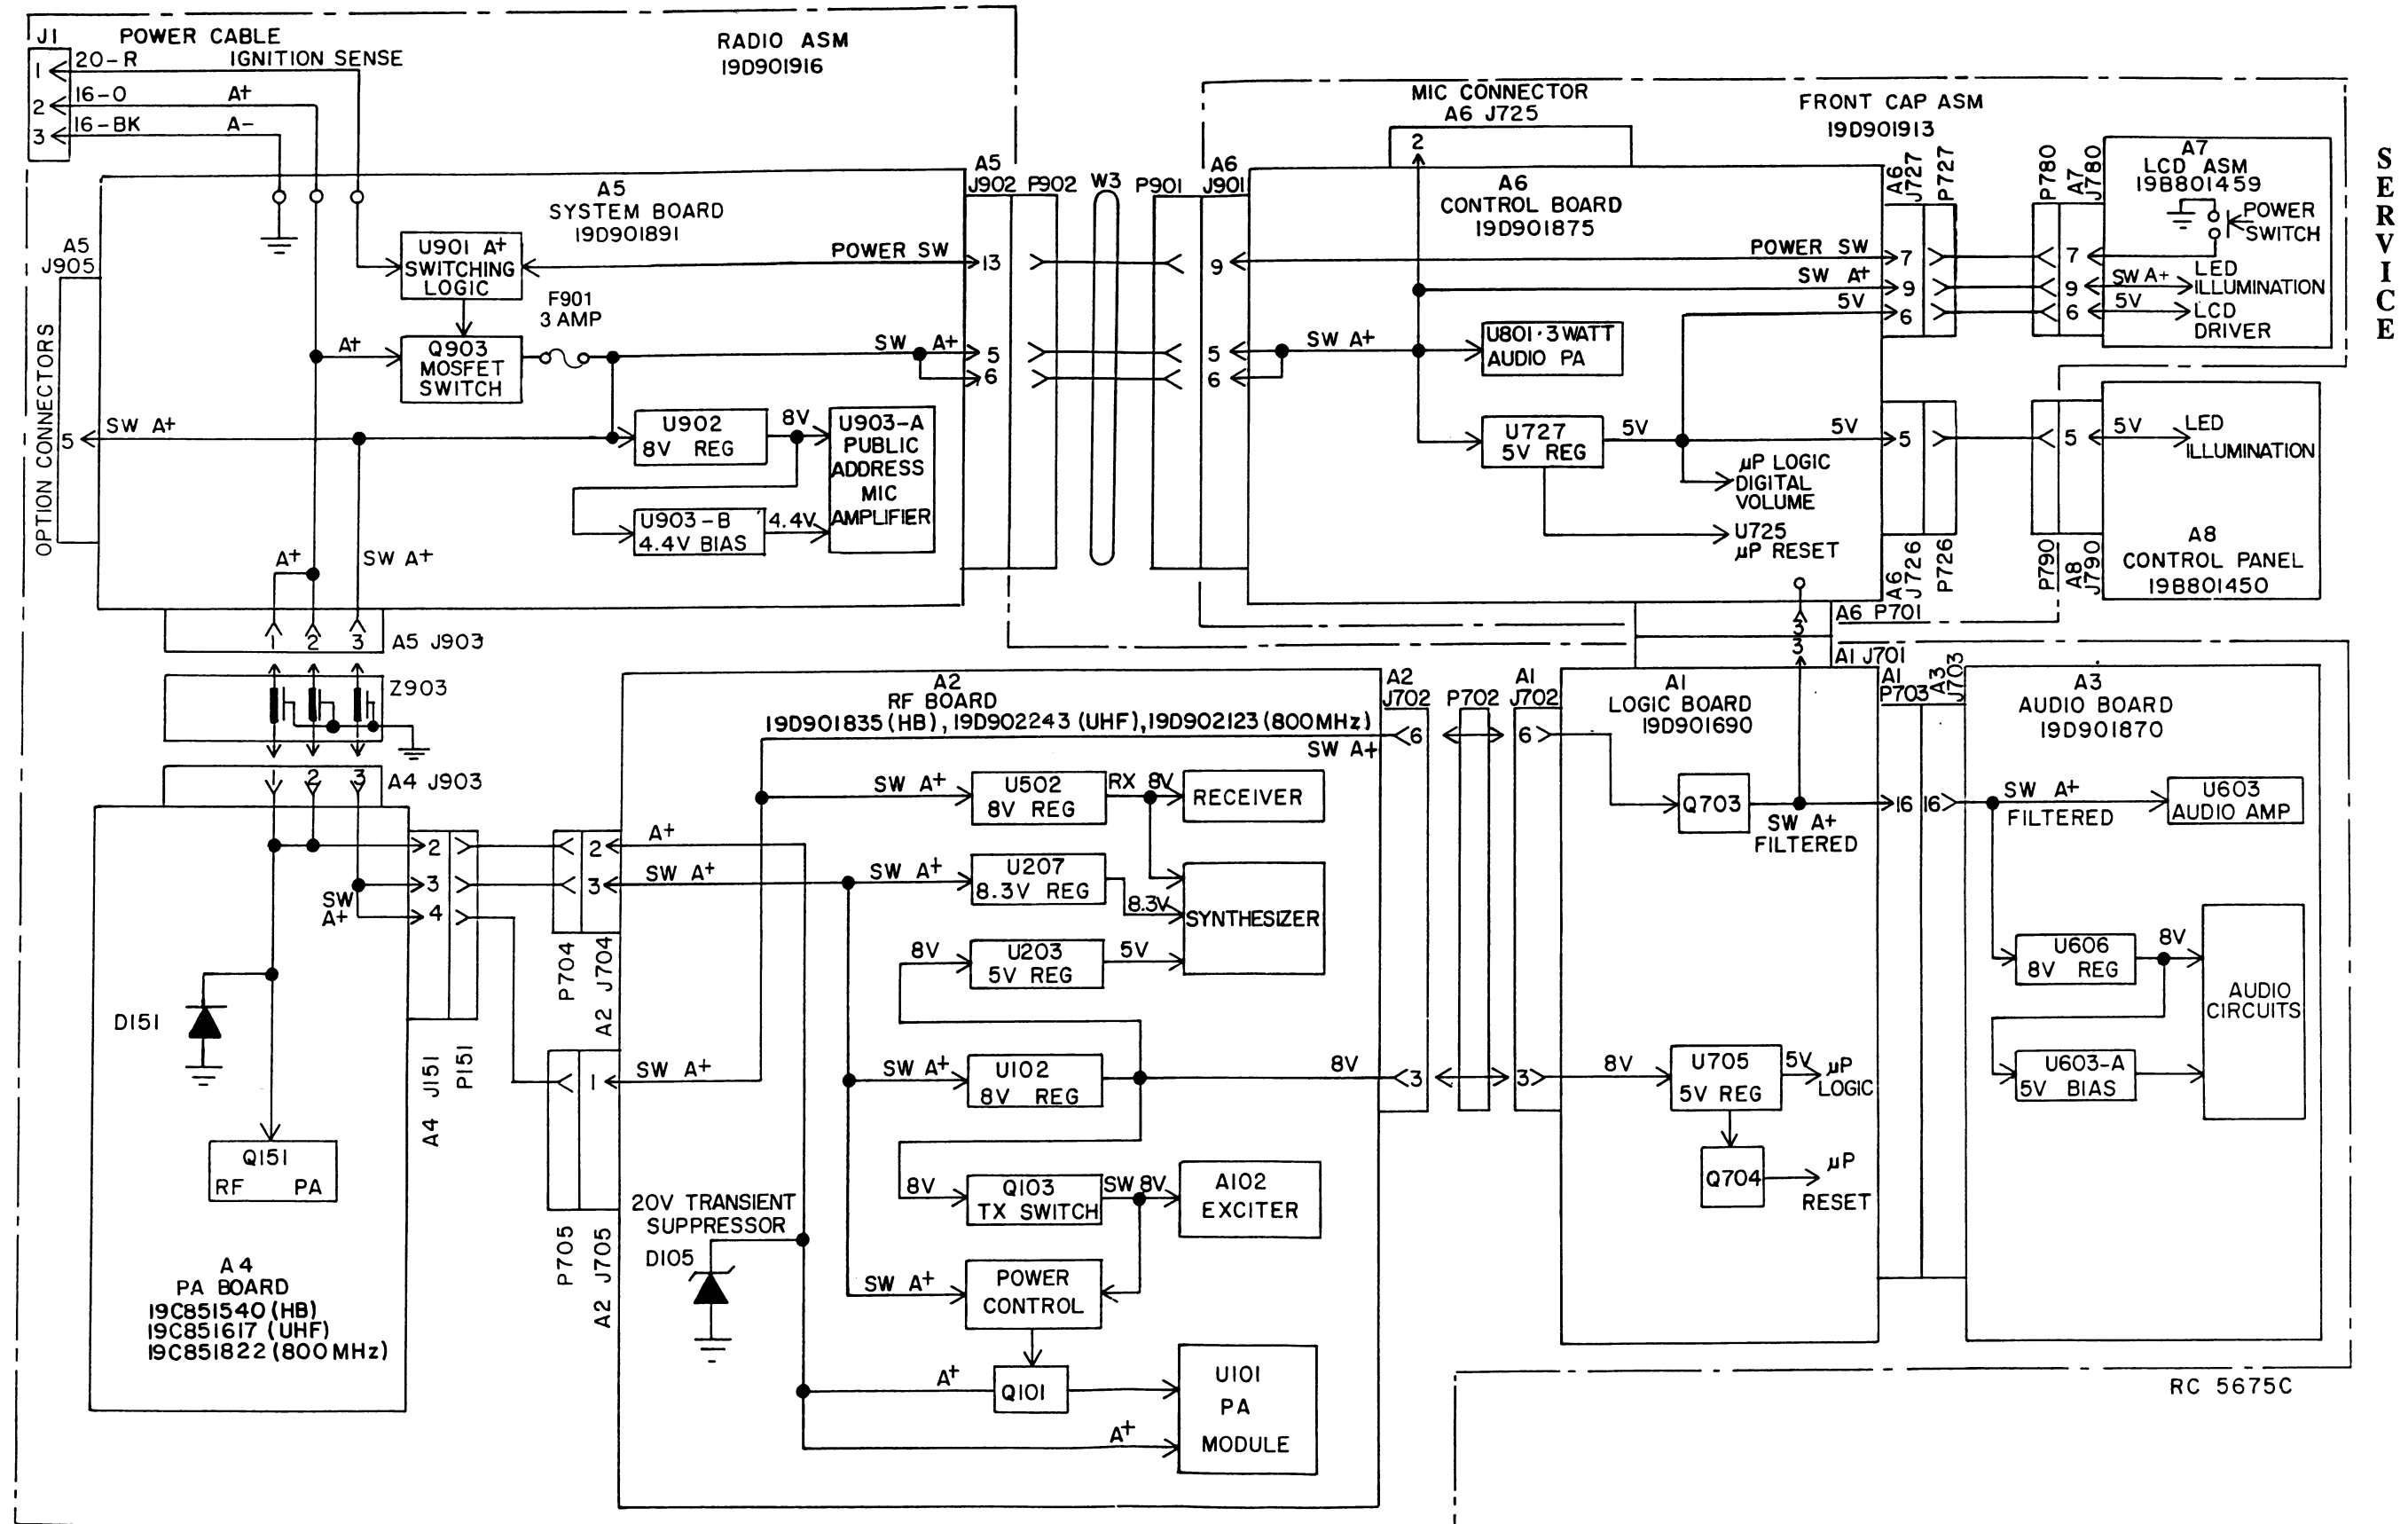 J1
POWER CABLE
1
20-R
IGNITION SENSE
2
16-O
A+
3
16-BK
A-
RADIO ASM
19D901916
A5
SYSTEM BOARD
19D901891
A5
J905
OPTION CONNECTORS
5
SW A+
U901 A+
SWITCHING
LOGIC
F901
3 AMP
A+
Q903
MOSFET
SWITCH
POWER SW
SW A+
U902
8V REG
8V
U903-A
PUBLIC
ADDRESS
MIC
AMPLIFIER
U903-B
4.4V BIAS
4.4V
A+
SW A+
1
2
3
A5 J903
Z903
1
2
3
A4 J903
A5
J902
P902
W3
P901
A6
J901
13
5
6
9
5
6
MIC CONNECTOR
A6 J725
2
FRONT CAP ASM
19D901913
A6
CONTROL BOARD
19D901875
POWER SW
SW A+
5V
SW A+
U801·3 WATT
AUDIO PA
U727
5V REG
5V
5V
µP LOGIC
DIGITAL
VOLUME
U725
µP RESET
A6
J727
P727
7
9
6
5
A6
J726
P726
P780
A7
J780
7
9
6
A7
LCD ASM
19B801459
POWER
SWITCH
SW A+
LED
ILLUMINATION
5V
LCD
DRIVER
SERVICE
5
5V
LED
ILLUMINATION
A8
CONTROL PANEL
19B801450
P790
A8
J790
A6 P701
3
3
A1 J701
SW
A+
2
3
4
D151
Q151
RF PA
A4
PA BOARD
19C851540 (HB)
19C851617 (UHF)
19C851822 (800MHz)
A4 J151
P151
2
3
P704
A2 J704
1
P705
A2 J705
A2
RF BOARD
19D901835 (HB), 19D902243 (UHF), 19D902123 (800MHz)
SW A+
A+
SW A+
SW A+
SW A+
U502
8V REG
RX 8V
RECEIVER
SW A+
U207
8.3V REG
8.3V
SYNTHESIZER
8V
U203
5V REG
5V
SW A+
U102
8V REG
8V
8V
Q103
TX SWITCH
SW 8V
A102
EXCITER
20V TRANSIENT
SUPPRESSOR
D105
SW A+
POWER
CONTROL
A+
Q101
U101
PA
MODULE
A+
A2
J702
P702
A1
J702
6
6
3
3
A1
LOGIC BOARD
19D901690
Q703
SW A+
FILTERED
8V
U705
5V REG
5V
µP
LOGIC
Q704
µP
RESET
A1
P703
A3
J703
16
16
A3
AUDIO BOARD
19D901870
SW A+
FILTERED
U603
AUDIO AMP
U606
8V REG
8V
AUDIO
CIRCUITS
U603-A
5V BIAS
RC 5675C